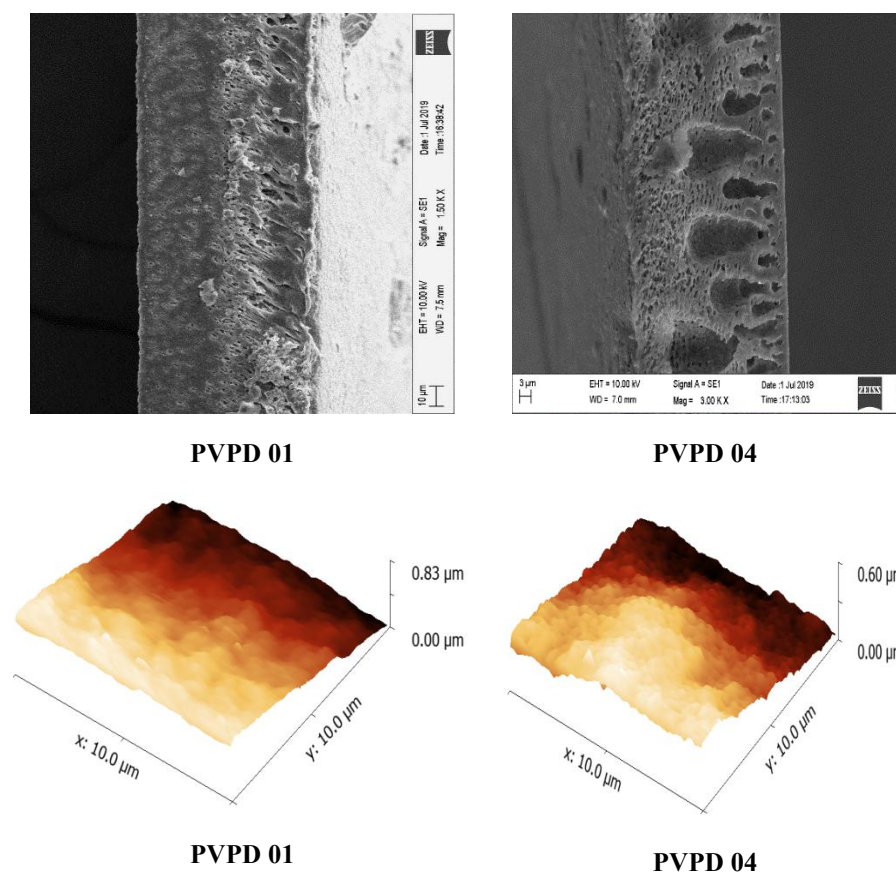 ZEISS
Date :1 Jul 2019
Time :16:38:42
Signal A = SE1
Mag = 1.50 K X
EHT = 10.00 kV
WD = 7.5 mm
10 µm
3 µm
EHT = 10.00 kV
Signal A = SE1
Date :1 Jul 2019
WD = 7.0 mm
Mag = 3.00 K X
Time :17:13:03
ZEISS
PVPD 01
PVPD 04
0.83 µm
0.00 µm
x: 10.0 µm
y: 10.0 µm
0.60 µm
0.00 µm
x: 10.0 µm
y: 10.0 µm
PVPD 01
PVPD 04